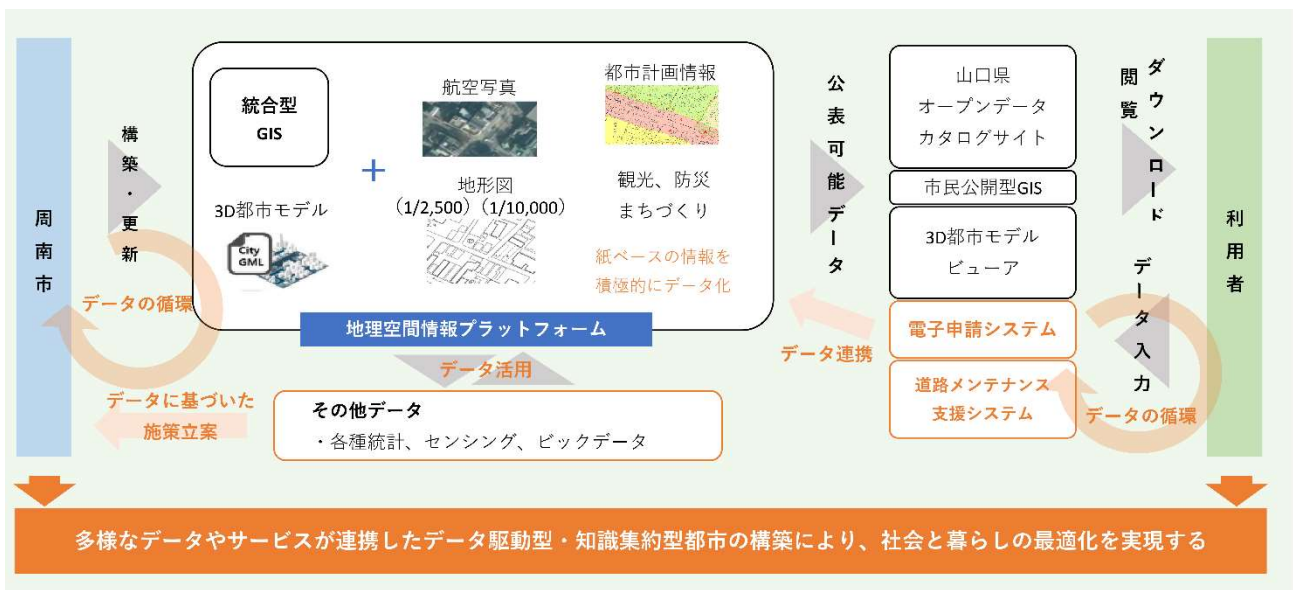 周南市
構築・更新
データの循環
統合型
GIS
3D都市モデル
City
GML
+
航空写真
地形図
(1/2,500)(1/10,000)
都市計画情報
観光、防災
まちづくり
紙ベースの情報を
積極的にデータ化
地理空間情報プラットフォーム
データ活用
データに基づいた
施策立案
その他データ
・各種統計、センシング、ビックデータ
公表可能データ
データ連携
山口県
オープンデータ
カタログサイト
市民公開型GIS
3D都市モデル
ビューア
電子申請システム
道路メンテナンス
支援システム
ダウンロード
閲覧
データ入力
データの循環
利用者
多様なデータやサービスが連携したデータ駆動型・知識集約型都市の構築により、社会と暮らしの最適化を実現する